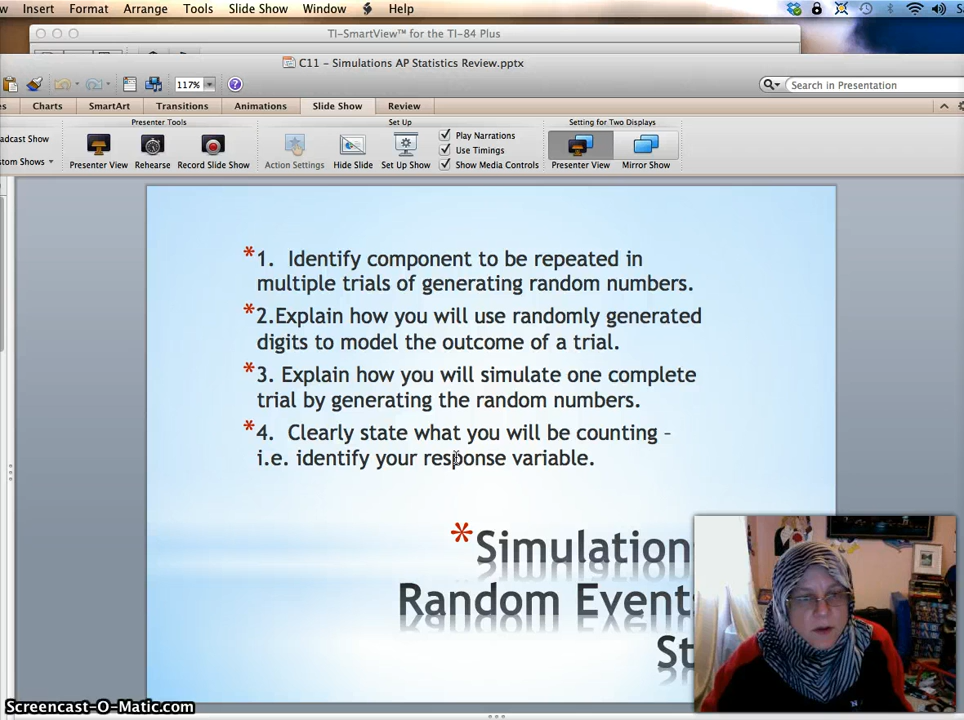 w Insert Format Arrange Tools Slide Show Window Help
TI-SmartView™ for the TI-84 Plus
C11 - Simulations AP Statistics Review.pptx
117%
Search in Presentation
es Charts SmartArt Transitions Animations Slide Show Review
Presenter Tools Set Up Setting for Two Displays
adcast Show
stom Shows
Presenter View Rehearse Record Slide Show Action Settings Hide Slide Set Up Show
Play Narrations
Use Timings
Show Media Controls
Presenter View Mirror Show
*1. Identify component to be repeated in
multiple trials of generating random numbers.
*2.Explain how you will use randomly generated
digits to model the outcome of a trial.
*3. Explain how you will simulate one complete
trial by generating the random numbers.
*4. Clearly state what you will be counting –
i.e. identify your response variable.
*Simulation
Random Event
St
Screencast-O-Matic.com